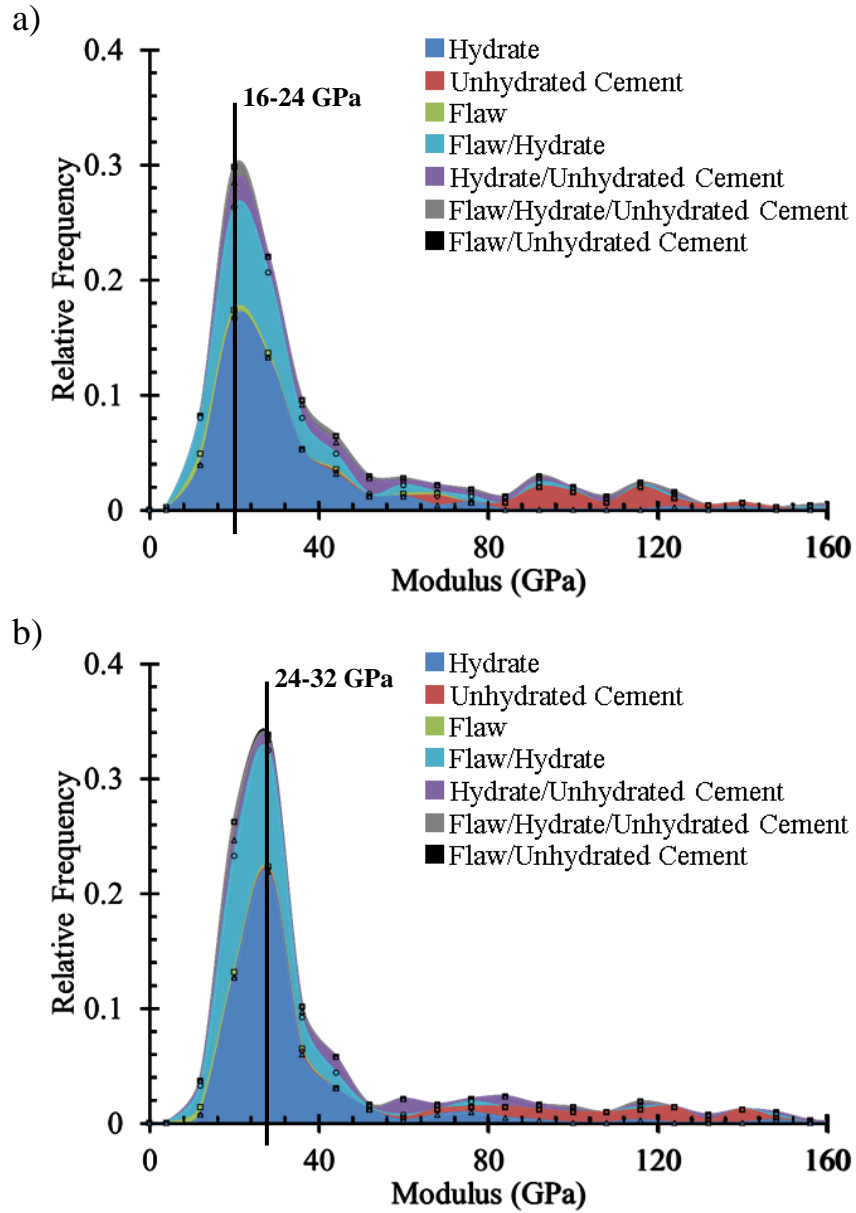 a)
0.4
0.3
0.2
0.1
0
Relative Frequency
16-24 GPa
Hydrate
Unhydrated Cement
Flaw
Flaw/Hydrate
Hydrate/Unhydrated Cement
Flaw/Hydrate/Unhydrated Cement
Flaw/Unhydrated Cement
0 40 80 120 160
Modulus (GPa)
b)
0.4
0.3
0.2
0.1
0
Relative Frequency
24-32 GPa
Hydrate
Unhydrated Cement
Flaw
Flaw/Hydrate
Hydrate/Unhydrated Cement
Flaw/Hydrate/Unhydrated Cement
Flaw/Unhydrated Cement
0 40 80 120 160
Modulus (GPa)